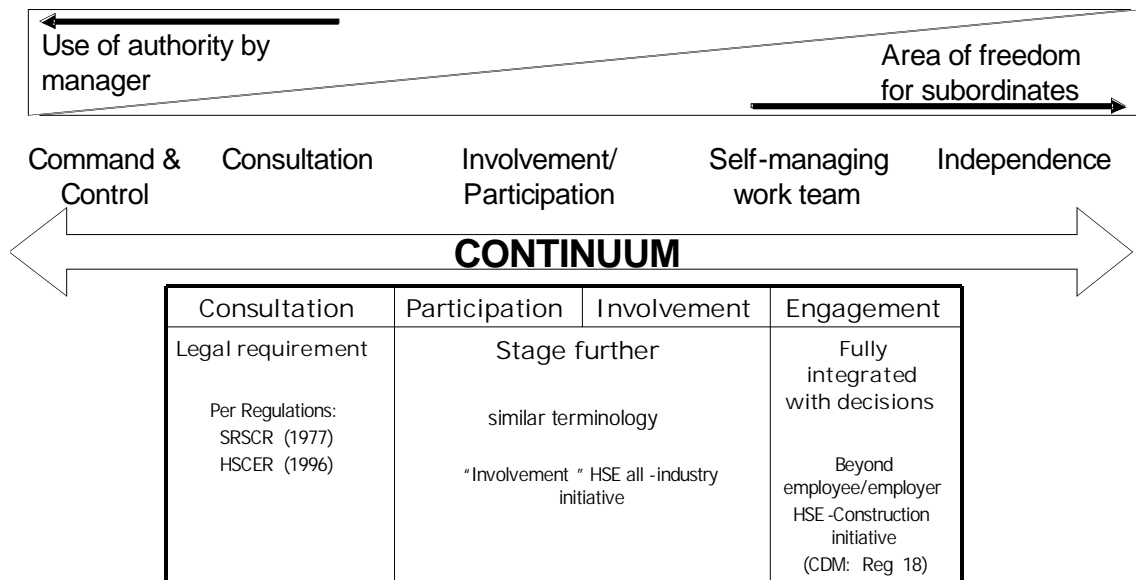 Use of authority by
manager
Area of freedom
for subordinates
Command &
Control
Consultation
Involvement/
Participation
Self-managing
work team
Independence
CONTINUUM
Consultation
Participation
Involvement
Engagement
Legal requirement
Per Regulations:
SRSCR (1977)
HSCER (1996)
Stage further
similar terminology
“Involvement ” HSE all -industry
initiative
Fully
integrated
with decisions
Beyond
employee/employer
HSE -Construction
initiative
(CDM: Reg 18)